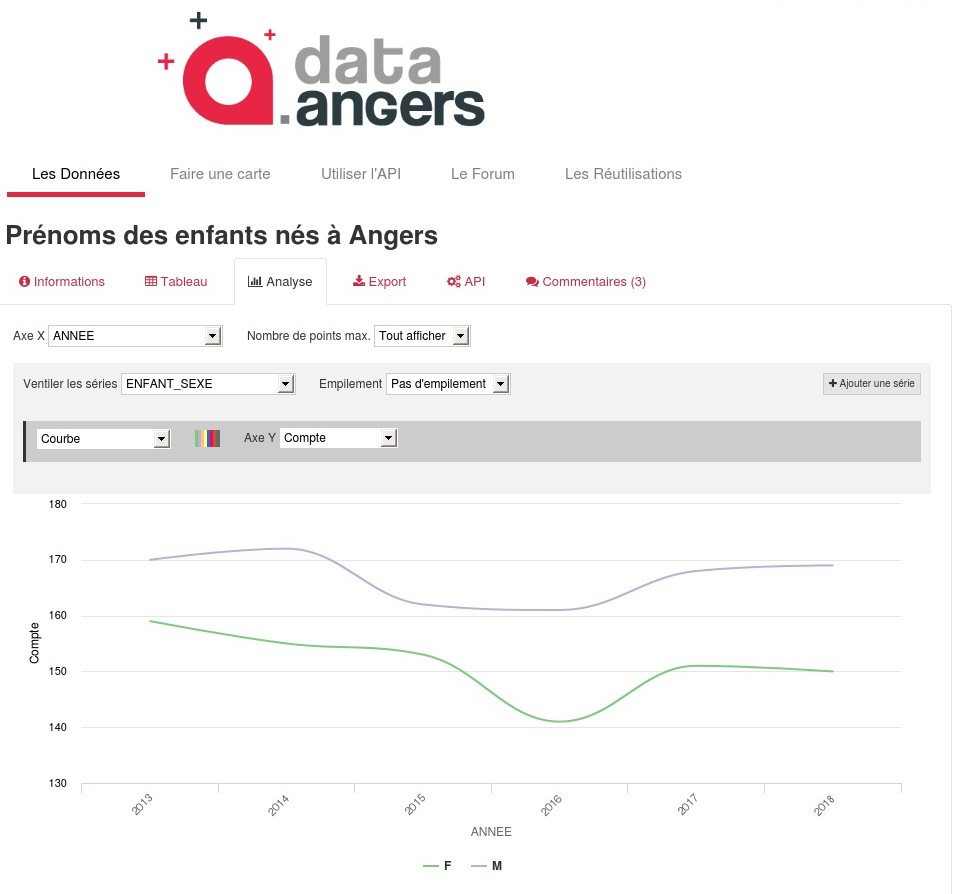 data
.angers
Les Données Faire une carte Utiliser l'API Le Forum Les Réutilisations
Prénoms des enfants nés à Angers
Informations Tableau Analyse Export API Commentaires (3)
Axe X ANNEE Nombre de points max. Tout afficher
Ventiler les séries ENFANT_SEXE Empilement Pas d'empilement + Ajouter une série
Courbe Axe Y Compte
180
170
160
150
140
130
Compte
2013 2014 2015 2016 2017 2018
ANNEE
F M